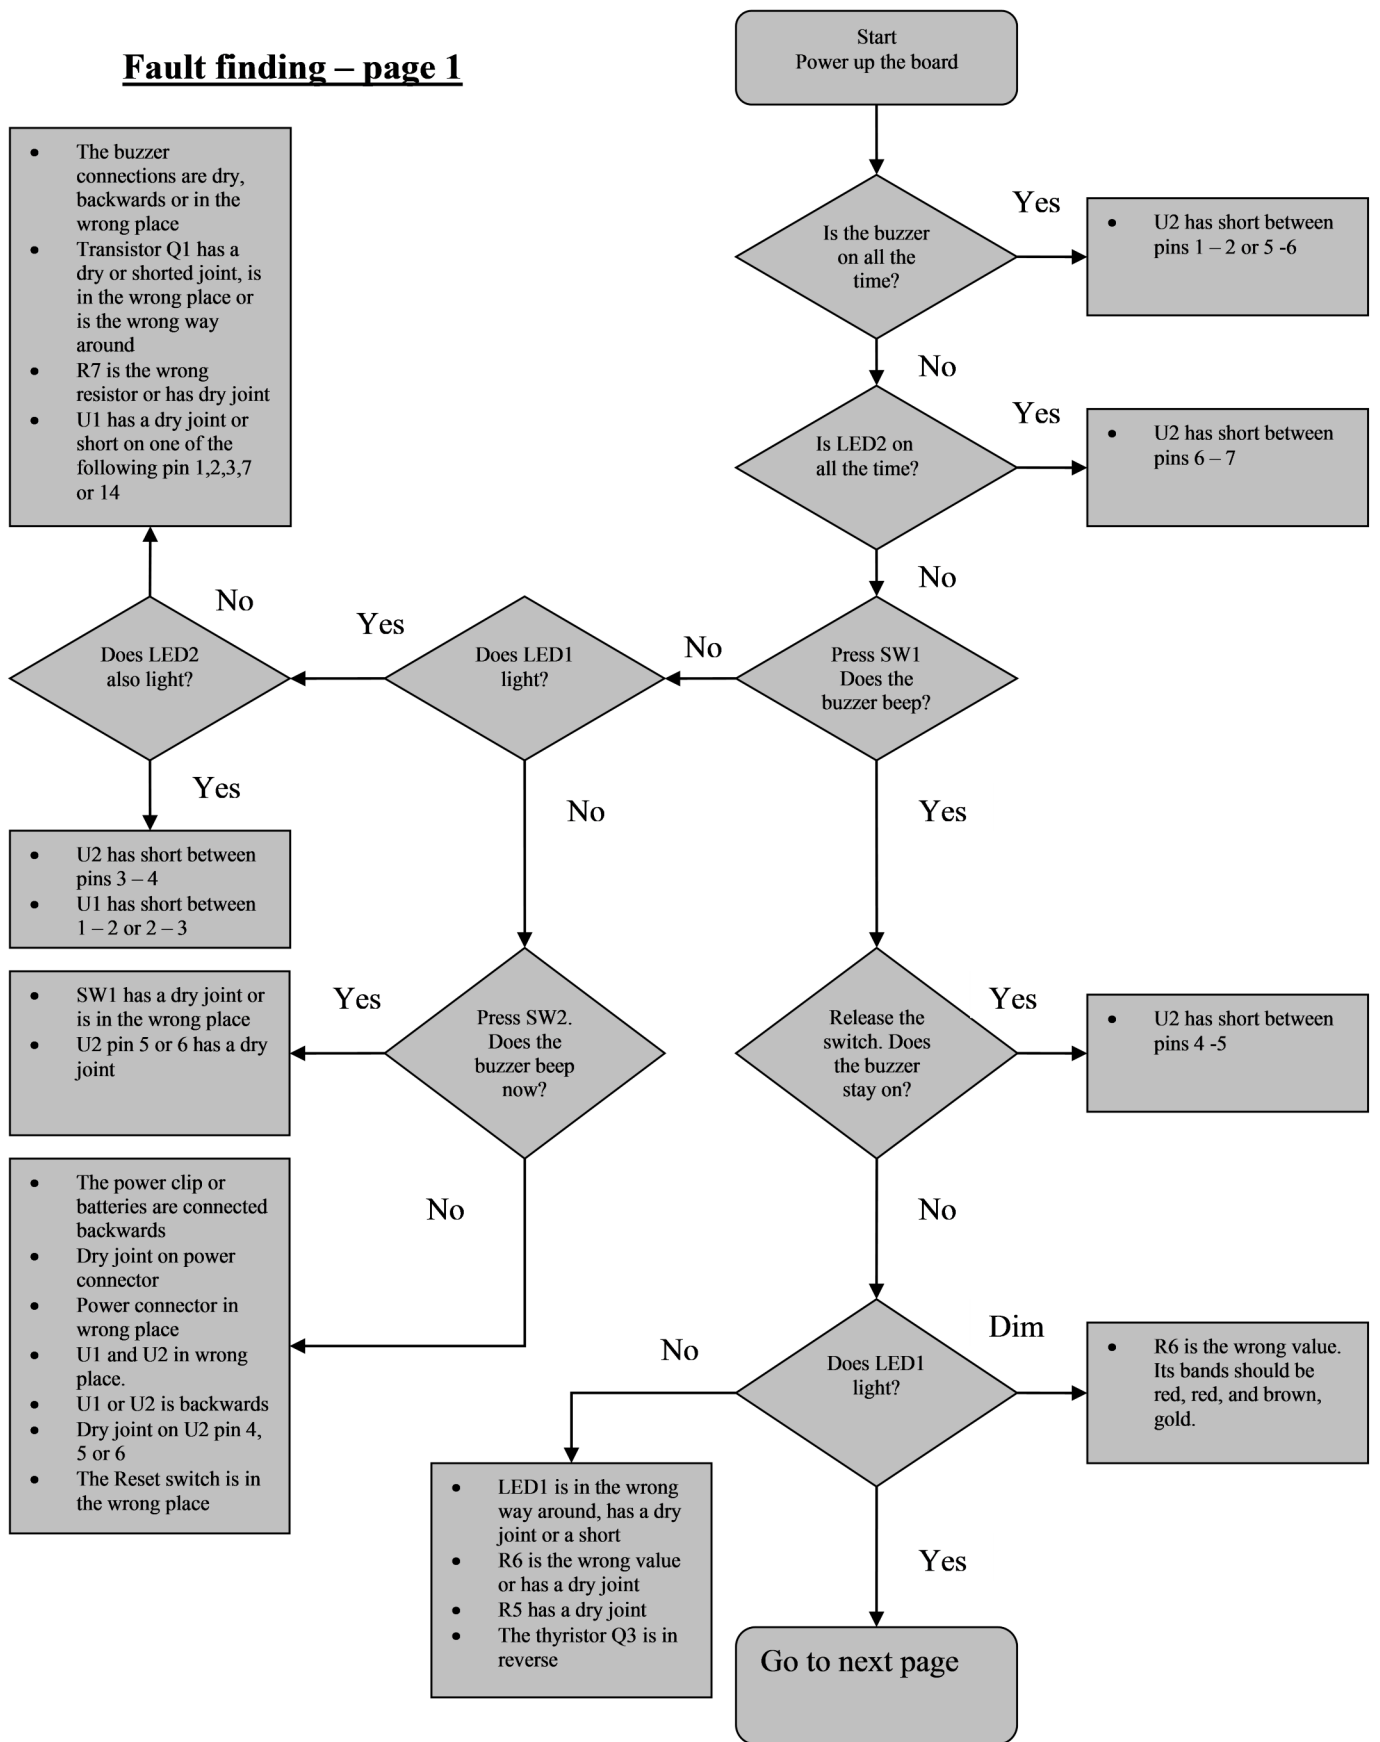 Fault finding – page 1
Start
Power up the board
Is the buzzer
on all the
time?
Yes
• U2 has short between
pins 1 – 2 or 5 -6
No
Is LED2 on
all the time?
Yes
• U2 has short between
pins 6 – 7
No
Press SW1
Does the
buzzer beep?
No
Does LED1
light?
Yes
Does LED2
also light?
No
• The buzzer
connections are dry,
backwards or in the
wrong place
• Transistor Q1 has a
dry or shorted joint, is
in the wrong place or
is the wrong way
around
• R7 is the wrong
resistor or has dry joint
• U1 has a dry joint or
short on one of the
following pin 1,2,3,7
or 14
Yes
• U2 has short between
pins 3 – 4
• U1 has short between
1 – 2 or 2 – 3
No
Press SW2.
Does the
buzzer beep
now?
Yes
• SW1 has a dry joint or
is in the wrong place
• U2 pin 5 or 6 has a dry
joint
No
• The power clip or
batteries are connected
backwards
• Dry joint on power
connector
• Power connector in
wrong place
• U1 and U2 in wrong
place.
• U1 or U2 is backwards
• Dry joint on U2 pin 4,
5 or 6
• The Reset switch is in
the wrong place
Yes
Release the
switch. Does
the buzzer
stay on?
Yes
• U2 has short between
pins 4 -5
No
Does LED1
light?
Dim
• R6 is the wrong value.
Its bands should be
red, red, and brown,
gold.
No
• LED1 is in the wrong
way around, has a dry
joint or a short
• R6 is the wrong value
or has a dry joint
• R5 has a dry joint
• The thyristor Q3 is in
reverse
Yes
Go to next page